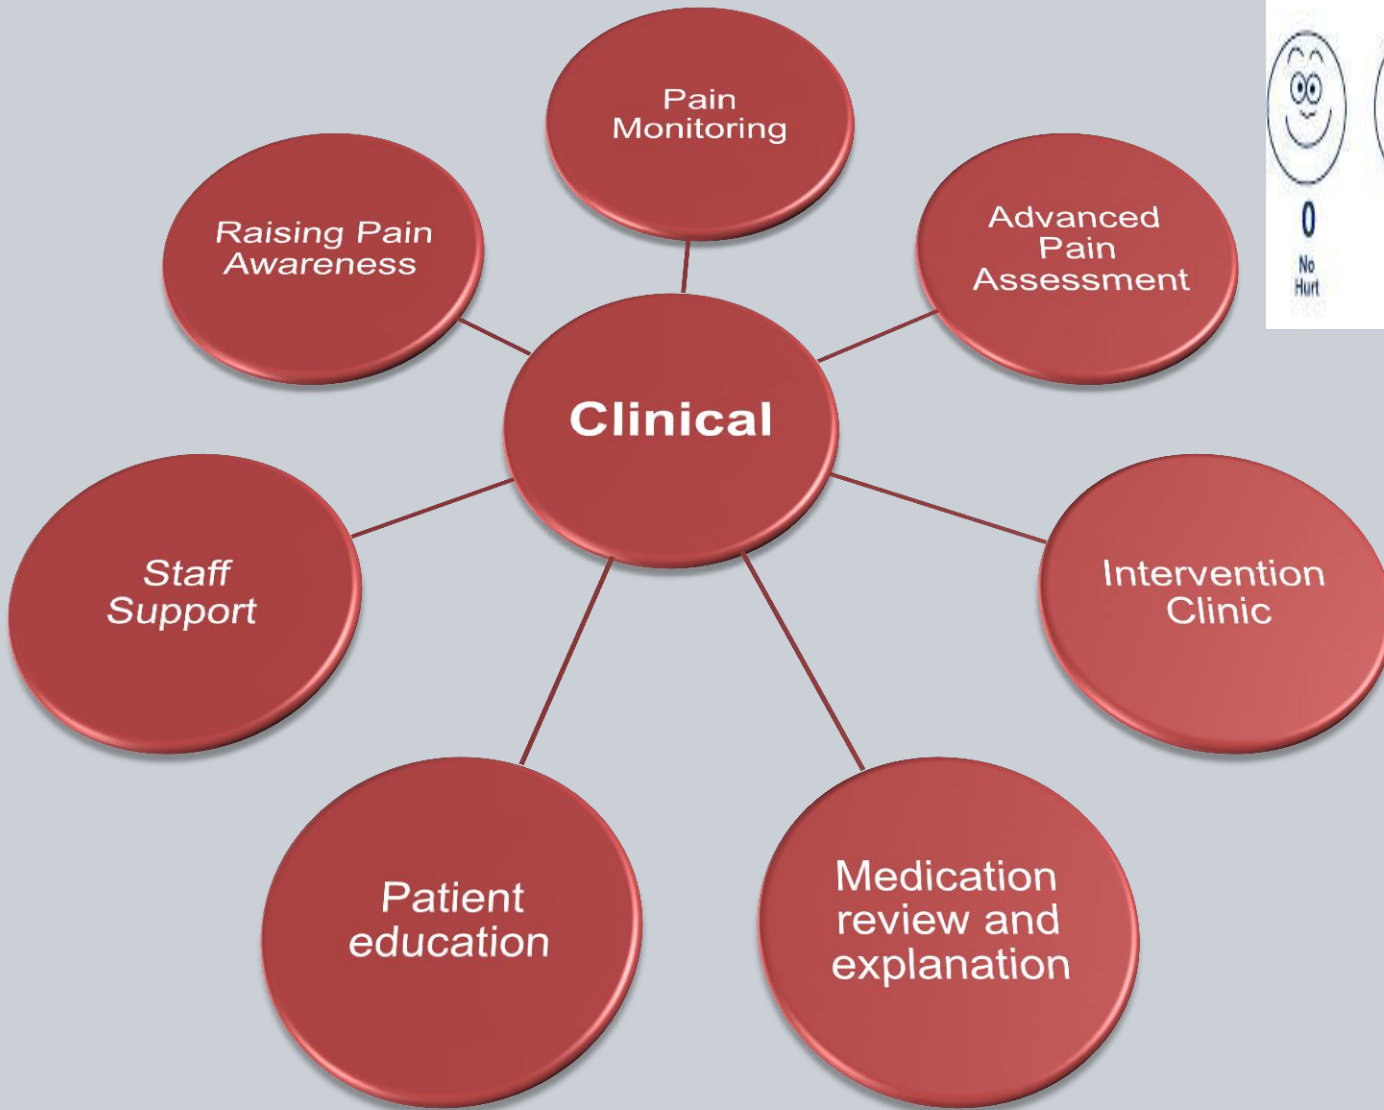 Pain
Monitoring
Raising Pain
Awareness
Advanced
Pain
Assessment
0
No
Hurt
Clinical
Staff
Support
Intervention
Clinic
Patient
education
Medication
review and
explanation